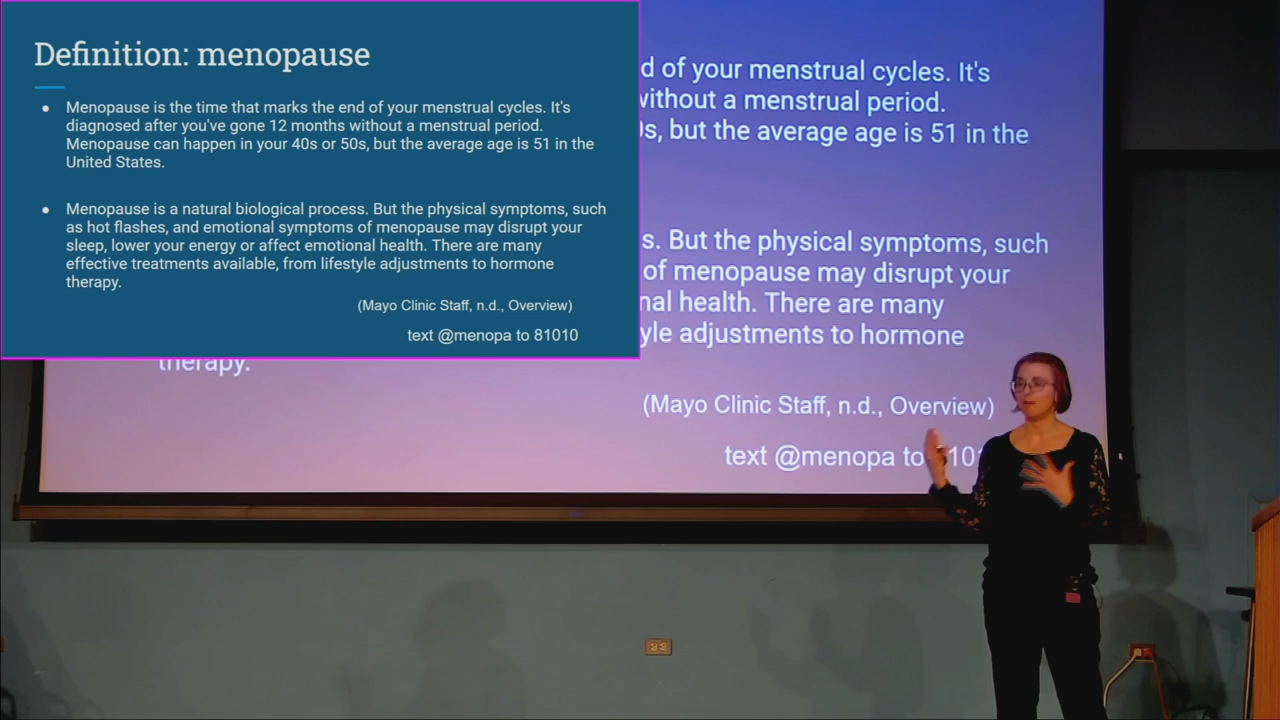 Definition: menopause
● Menopause is the time that marks the end of your menstrual cycles. It's
diagnosed after you've gone 12 months without a menstrual period.
Menopause can happen in your 40s or 50s, but the average age is 51 in the
United States.
● Menopause is a natural biological process. But the physical symptoms, such
as hot flashes, and emotional symptoms of menopause may disrupt your
sleep, lower your energy or affect emotional health. There are many
effective treatments available, from lifestyle adjustments to hormone
therapy.
(Mayo Clinic Staff, n.d., Overview)
text @menopa to 81010
d of your menstrual cycles. It's
without a menstrual period.
s, but the average age is 51 in the
s. But the physical symptoms, such
of menopause may disrupt your
nal health. There are many
yle adjustments to hormone
therapy.
(Mayo Clinic Staff, n.d., Overview)
text @menopa to